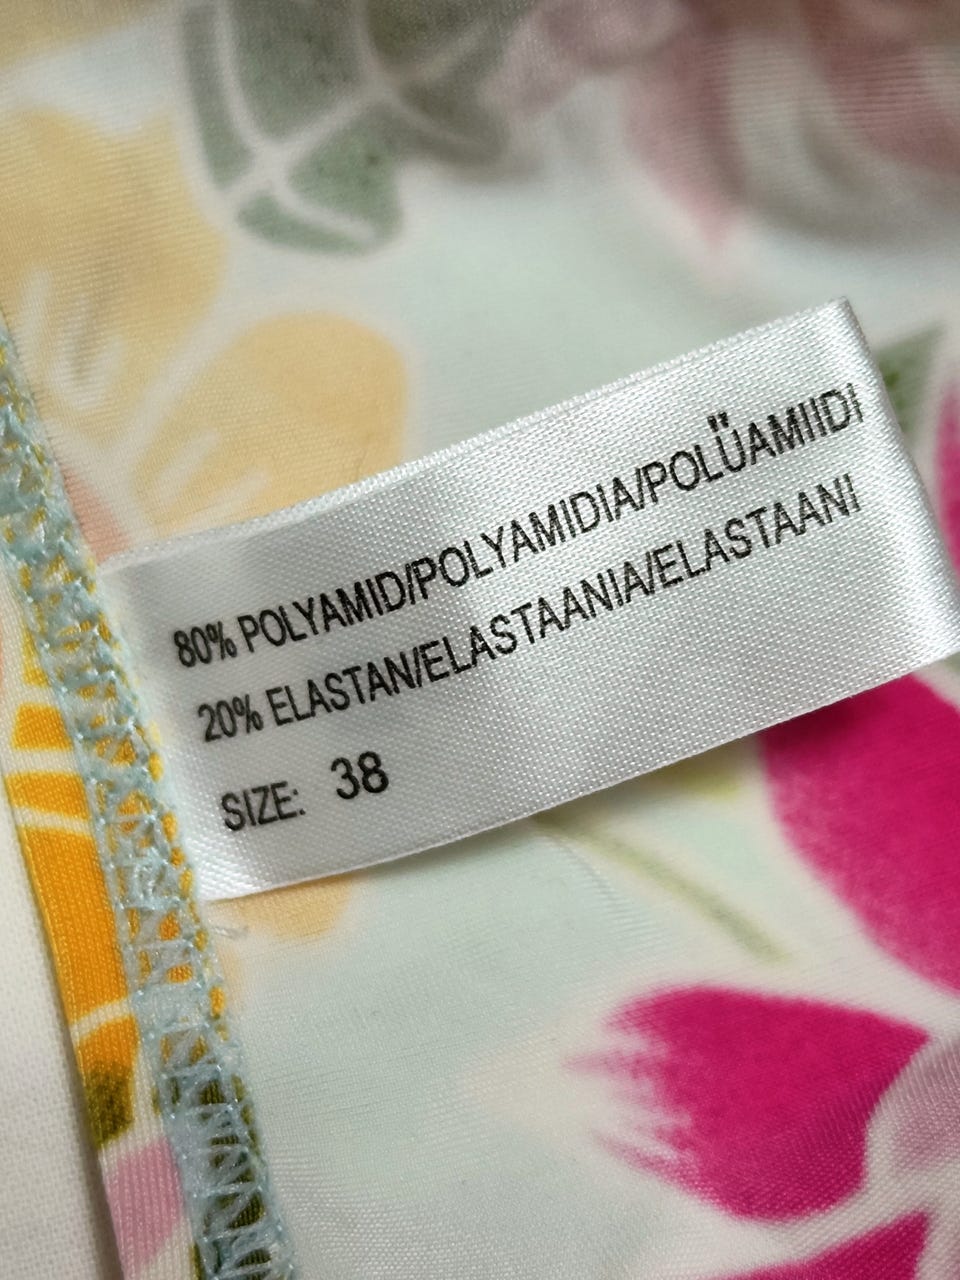 80% POLYAMID/POLYAMIDIA/POLÜAMIIDI
20% ELASTAN/ELASTAANIA/ELASTAANI
SIZE: 38